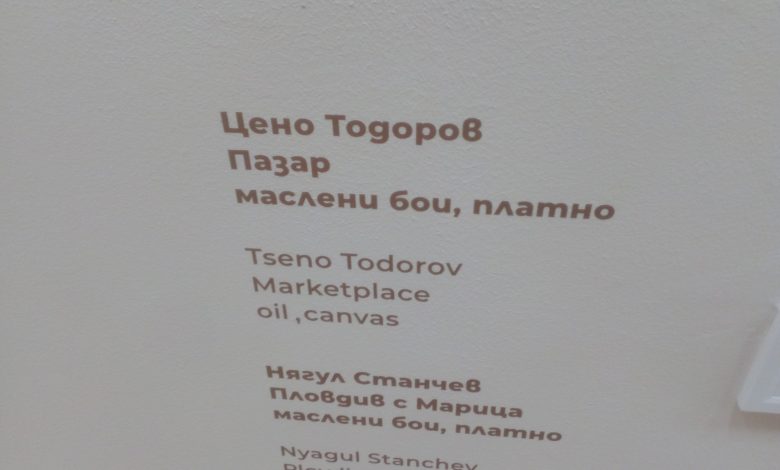 Цено Тодоров
Пазар
маслени бои, платно
Tseno Todorov
Marketplace
oil ,canvas
Нягул Станчев
Пловдив с Марица
маслени бои, платно
Nyagul Stanchev